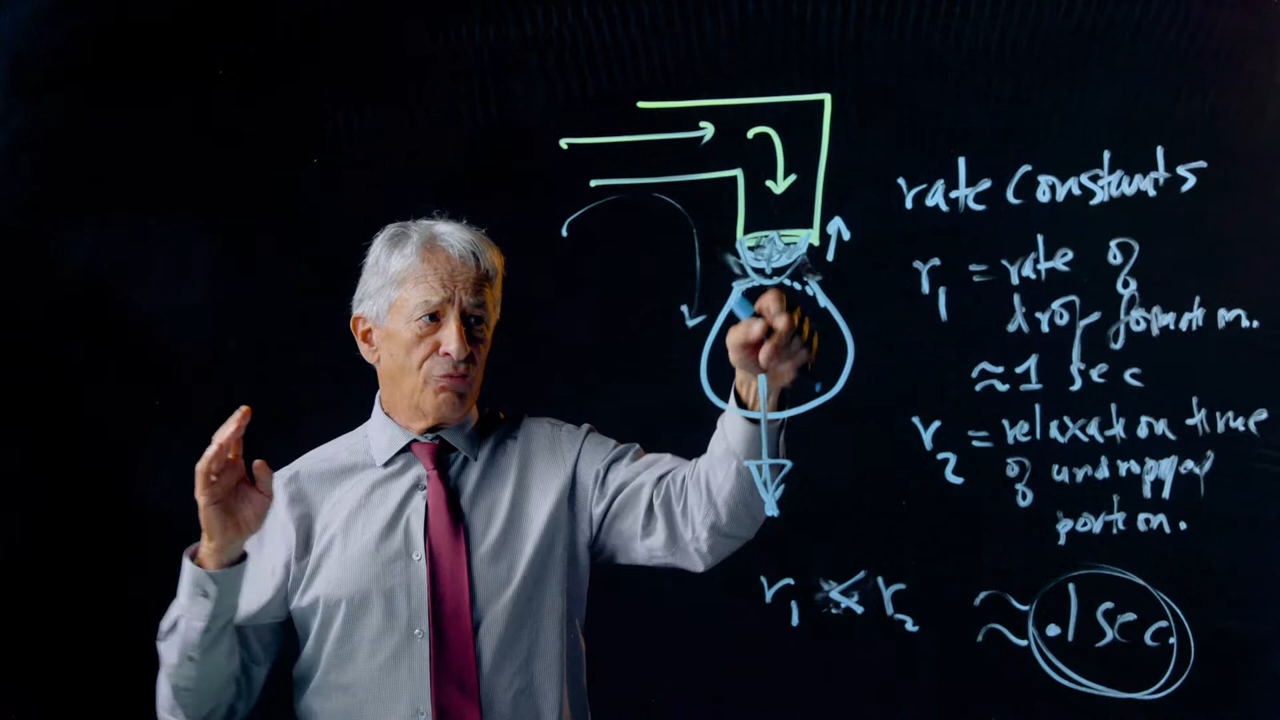 rate constants
r1 = rate of
drop formation.
≈ 1 sec
r2 = relaxation time
of undropped
portion.
r1 < r2
≈ .1 sec.